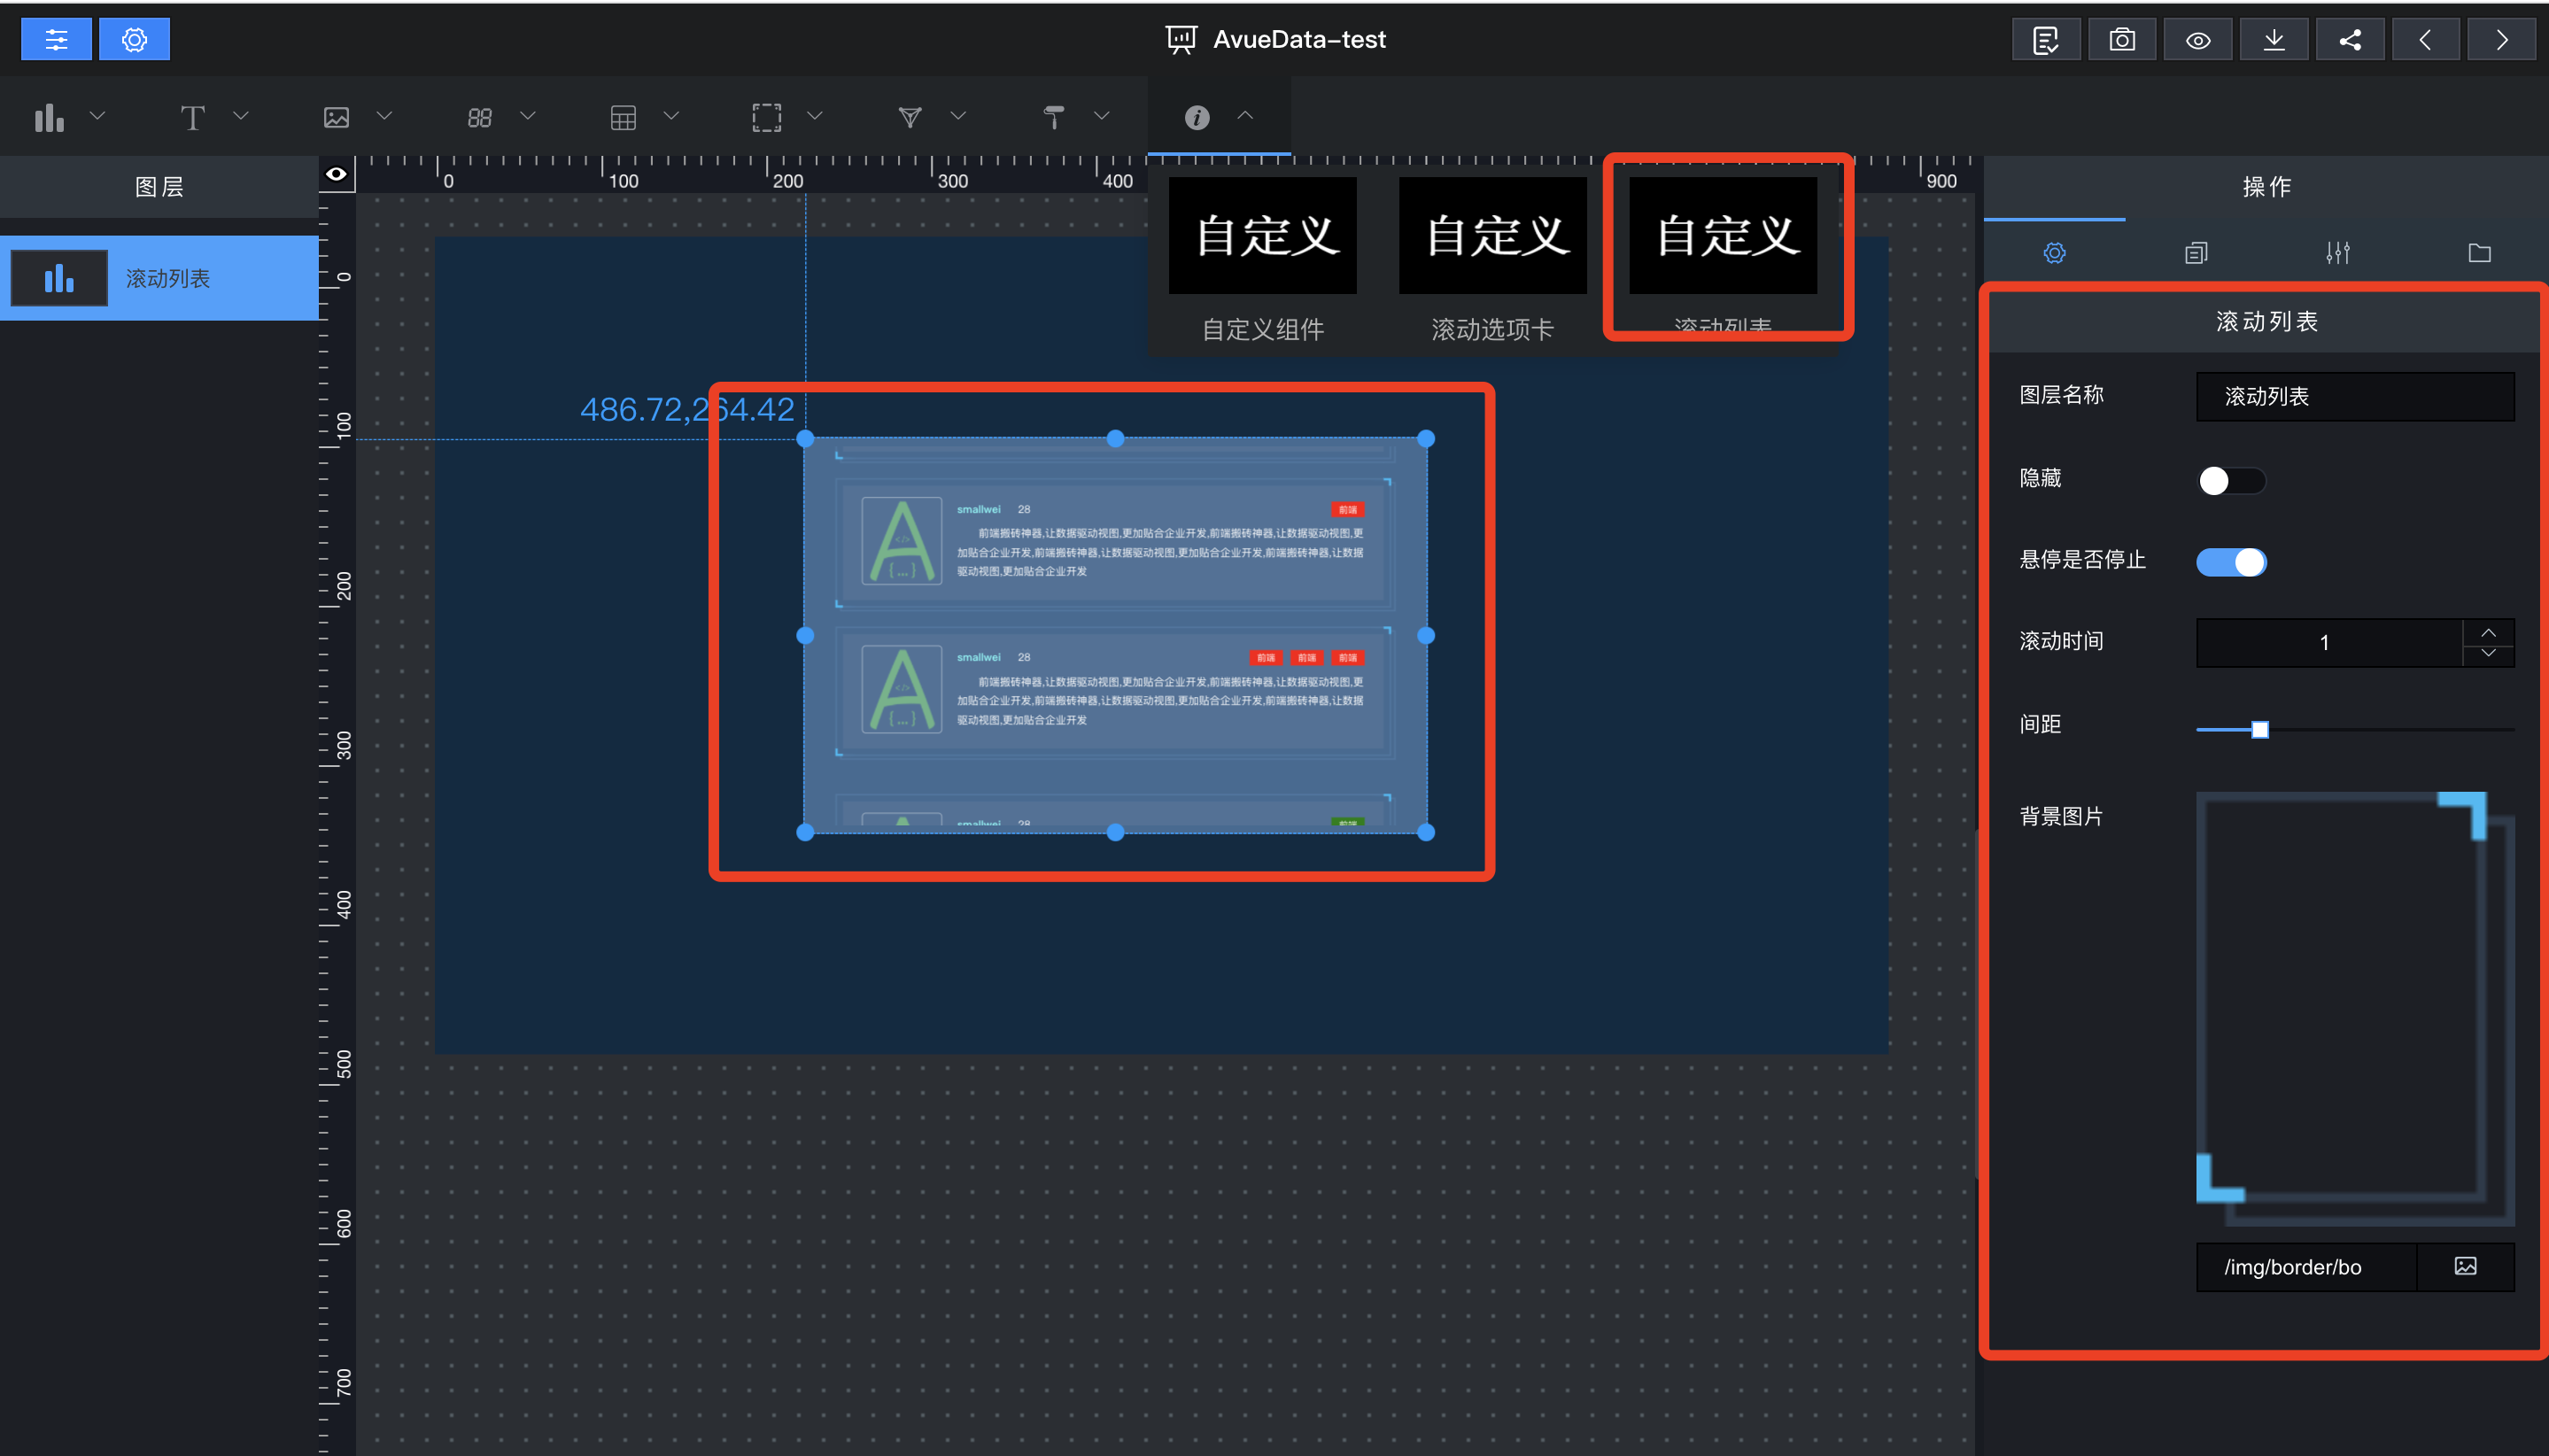 AvueData-test
T
88
i
图层
滚动列表
0
100
200
300
400
900
0
100
200
300
400
500
600
700
自定义
自定义
自定义
自定义组件
滚动选项卡
滚动列表
486.72,264.42
smallwei 28 前端
前端搬砖神器,让数据驱动视图,更加贴合企业开发,前端搬砖神器,让数据驱动视图,更
加贴合企业开发,前端搬砖神器,让数据驱动视图,更加贴合企业开发,前端搬砖神器,让数据
驱动视图,更加贴合企业开发
smallwei 28 前端 前端 前端
前端搬砖神器,让数据驱动视图,更加贴合企业开发,前端搬砖神器,让数据驱动视图,更
加贴合企业开发,前端搬砖神器,让数据驱动视图,更加贴合企业开发,前端搬砖神器,让数据
驱动视图,更加贴合企业开发
smallwei 28 前端
操作
滚动列表
图层名称 滚动列表
隐藏
悬停是否停止
滚动时间 1
间距
背景图片
/img/border/bo